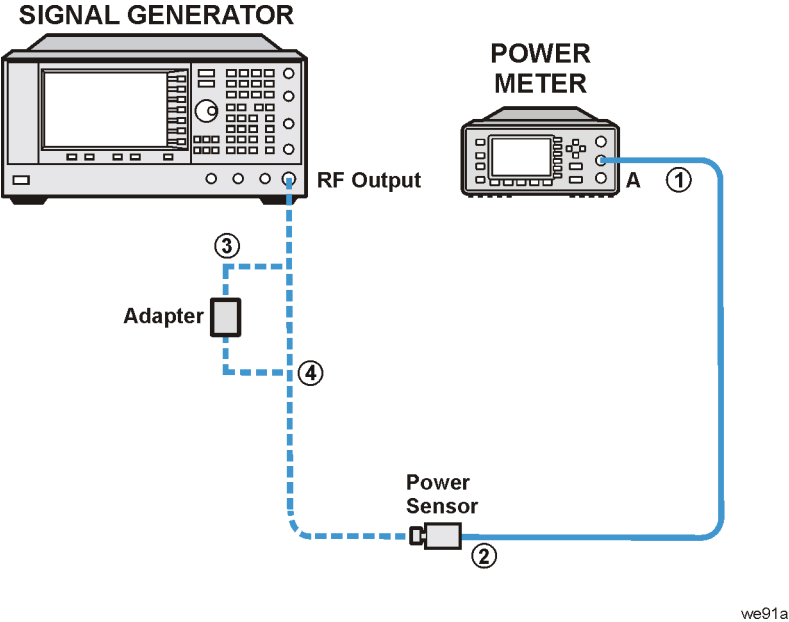 SIGNAL GENERATOR
POWER
METER
RF Output
A
1
3
Adapter
4
Power
Sensor
2
we91a